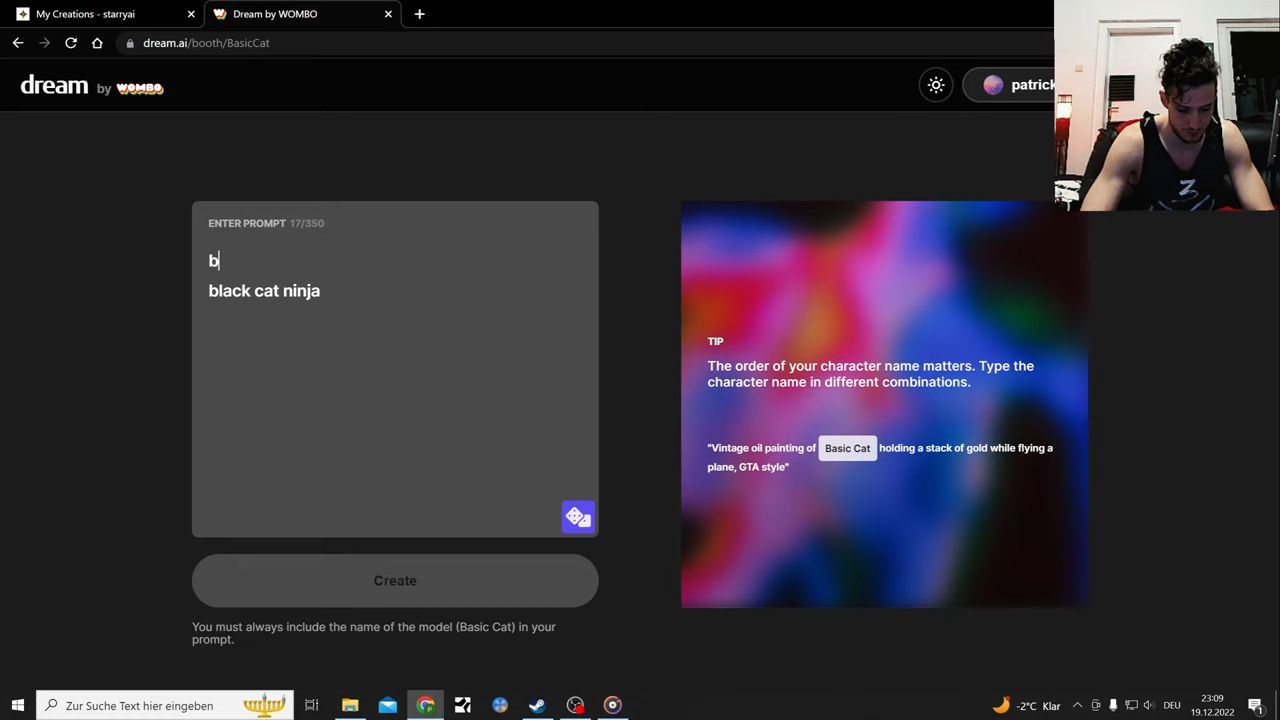 My Creations - starryai
Dream by WOMBO
dream.ai/booth/BasicCat
dream by WOMBO
patrick
ENTER PROMPT 17/350
b
black cat ninja
TIP
The order of your character name matters. Type the
character name in different combinations.
"Vintage oil painting of Basic Cat holding a stack of gold while flying a
plane, GTA style"
Create
You must always include the name of the model (Basic Cat) in your
prompt.
Zur Suche Text hier eingeben
-2°C Klar
DEU
23:09
19.12.2022
1